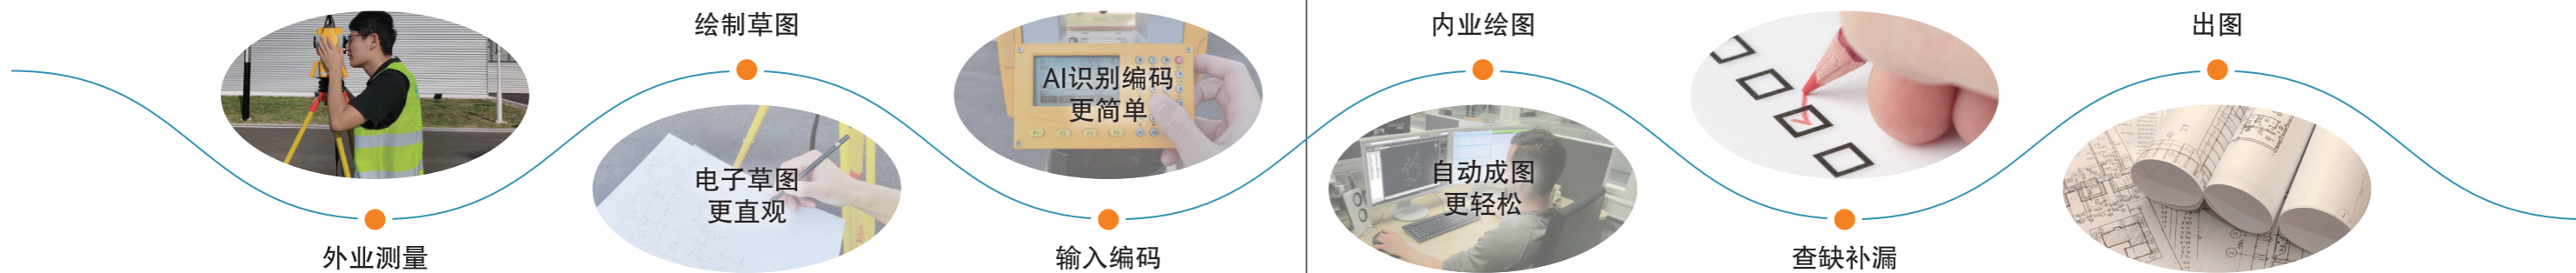 外业测量
绘制草图
电子草图
更直观
AI识别编码
更简单
输入编码
内业绘图
自动成图
更轻松
查缺补漏
出图